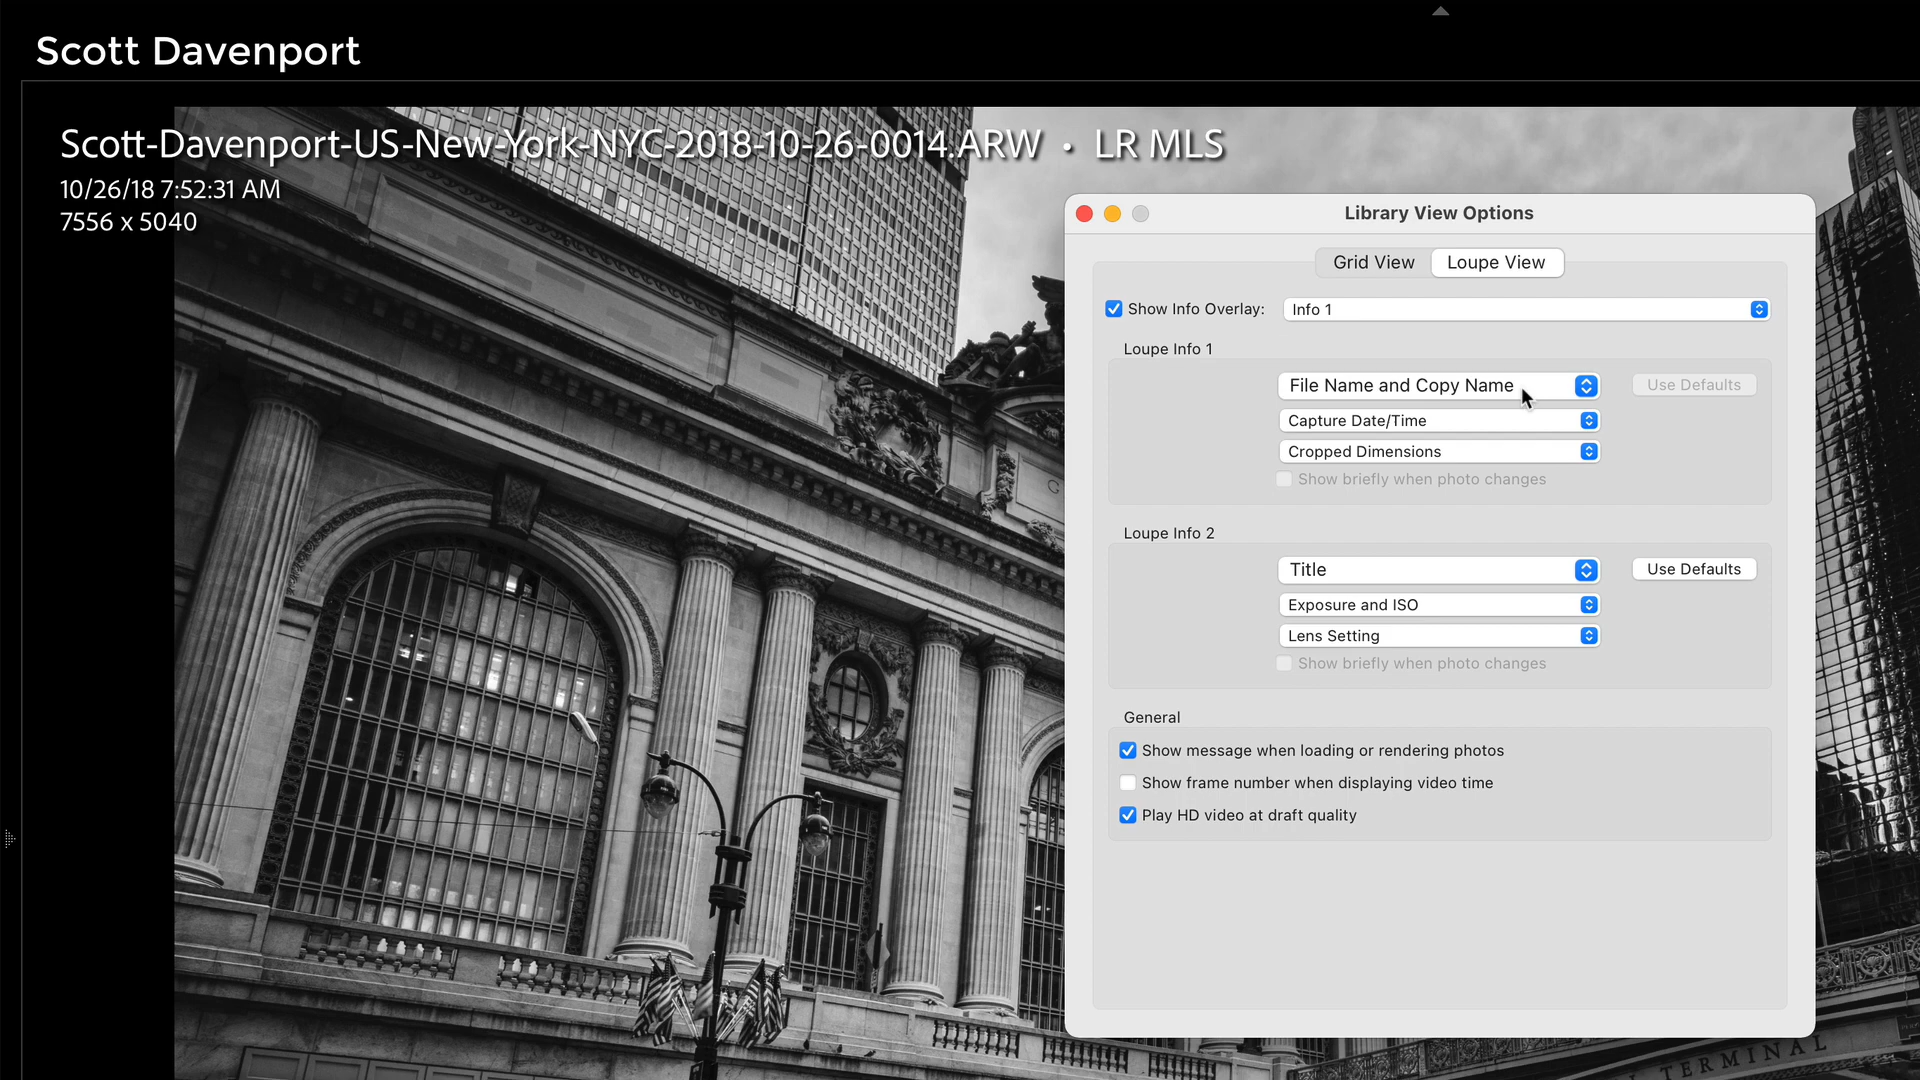 Scott Davenport
Scott-Davenport-US-New-York-NYC-2018-10-26-0014.ARW • LR MLS
10/26/18 7:52:31 AM
7556 x 5040
Library View Options
Grid View Loupe View
Show Info Overlay: Info 1
Loupe Info 1
File Name and Copy Name Use Defaults
Capture Date/Time
Cropped Dimensions
Show briefly when photo changes
Loupe Info 2
Title Use Defaults
Exposure and ISO
Lens Setting
Show briefly when photo changes
General
Show message when loading or rendering photos
Show frame number when displaying video time
Play HD video at draft quality
G
TERMINAL